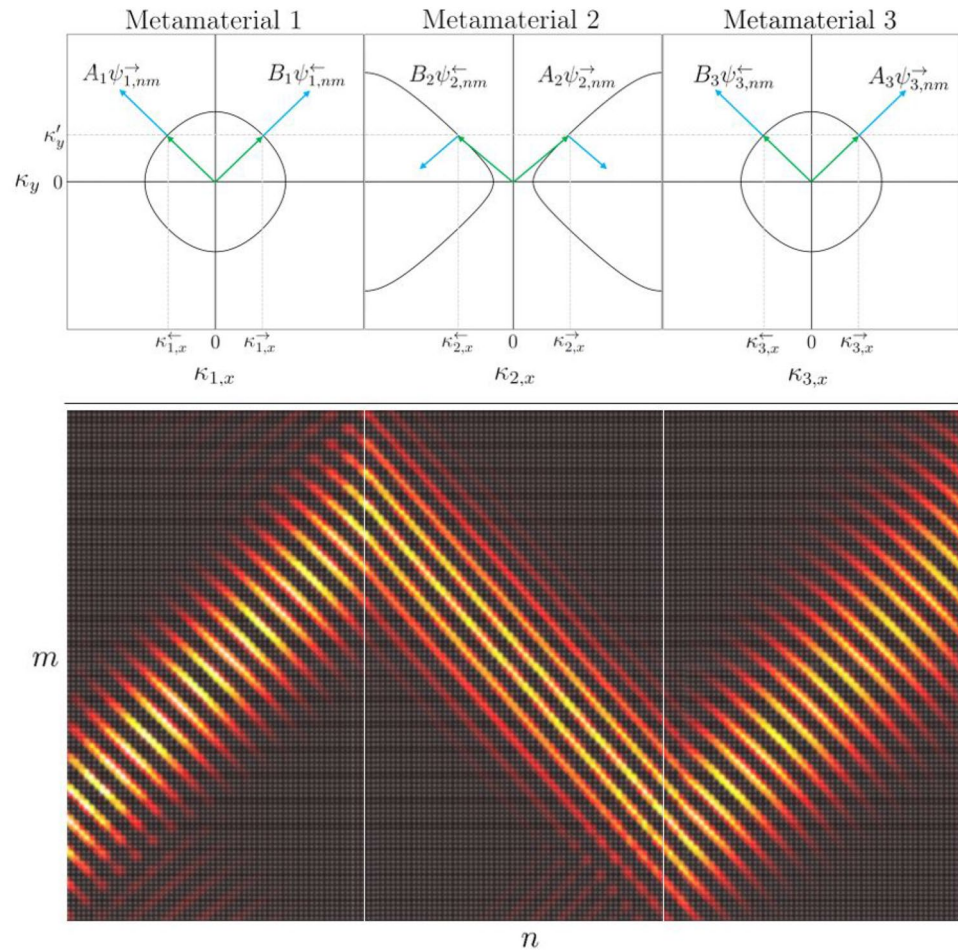 Metamaterial 1 Metamaterial 2 Metamaterial 3
A₁ψ→₁,ₙₘ B₁ψ←₁,ₙₘ B₂ψ←₂,ₙₘ A₂ψ→₂,ₙₘ B₃ψ←₃,ₙₘ A₃ψ→₃,ₙₘ
κ′y
κy 0
κ←₁,ₓ 0 κ→₁,ₓ κ←₂,ₓ 0 κ→₂,ₓ κ←₃,ₓ 0 κ→₃,ₓ
κ₁,ₓ κ₂,ₓ κ₃,ₓ
m
n